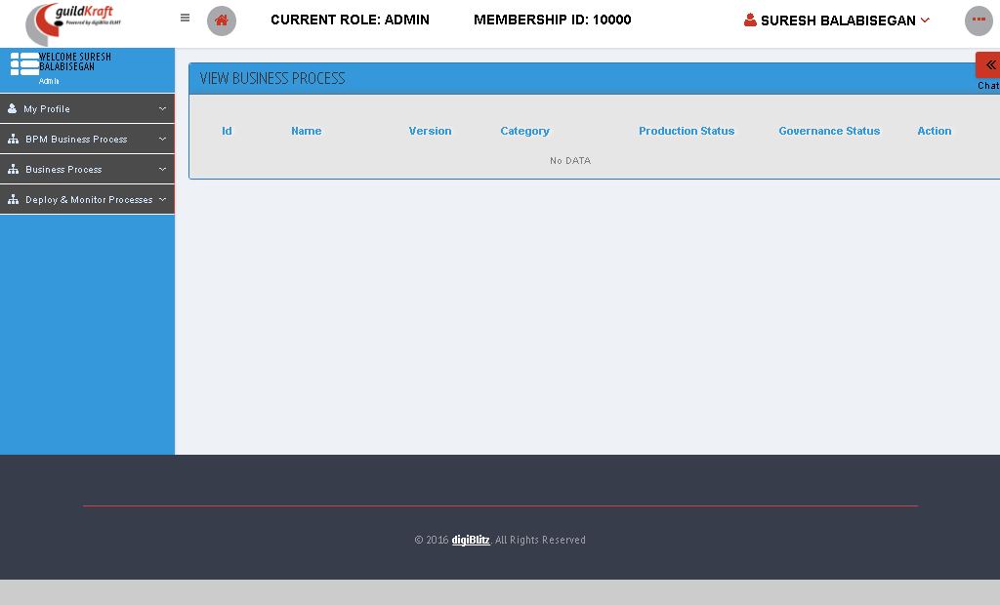 guildKraft
Powered by digiBlitz ELMT
CURRENT ROLE: ADMIN
MEMBERSHIP ID: 10000
SURESH BALABISEGAN
WELCOME SURESH
BALABISEGAN
Admin
My Profile
BPM Business Process
Business Process
Deploy & Monitor Processes
VIEW BUSINESS PROCESS
Chat
Id Name Version Category Production Status Governance Status Action
No DATA
© 2016 digiBlitz. All Rights Reserved